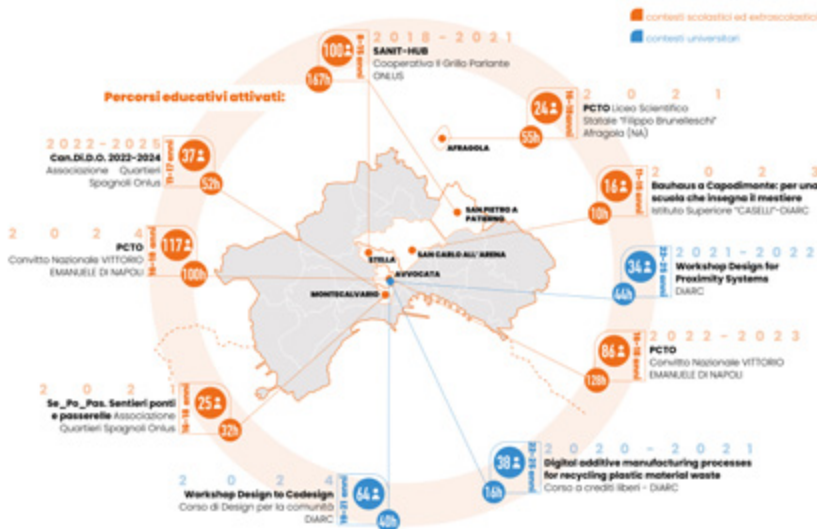 contesti scolastici ed extrascolastici
contesti universitari
Percorsi educativi attivati:
2018-2021
100
167h
8-15 anni
SANIT-HUB
Cooperativa Il Grillo Parlante
ONLUS
2021
24
55h
16-18 anni
PCTO Liceo Scientifico
Statale "Filippo Brunelleschi"
Afragola (NA)
2023
16
10h
Bauhaus a Capodimonte: per una
scuola che insegna il mestiere
Istituto Superiore "CASELLI"-DiARC
2021-2022
34
44h
22-25 anni
Workshop Design for
Proximity Systems
DiARC
2022-2023
86
128h
16-18 anni
PCTO
Convitto Nazionale VITTORIO
EMANUELE DI NAPOLI
2020-2021
38
16h
22-25 anni
Digital additive manufacturing processes
for recycling plastic material waste
Corso a crediti liberi - DiARC
2024
64
40h
Workshop Design to Codesign
Corso di Design per la comunità
DiARC
2021
25
32h
Se_Po_Pas. Sentieri ponti
e passerelle Associazione
Quartieri Spagnoli Onlus
2024
117
100h
16-18 anni
PCTO
Convitto Nazionale VITTORIO
EMANUELE DI NAPOLI
2022-2025
37
52h
11-17 anni
Can.Di.D.O. 2022-2024
Associazione Quartieri
Spagnoli Onlus
AFRAGOLA
SAN PIETRO A
PATIERNO
SAN CARLO ALL' ARENA
STELLA
AVVOCATA
MONTECALVARIO